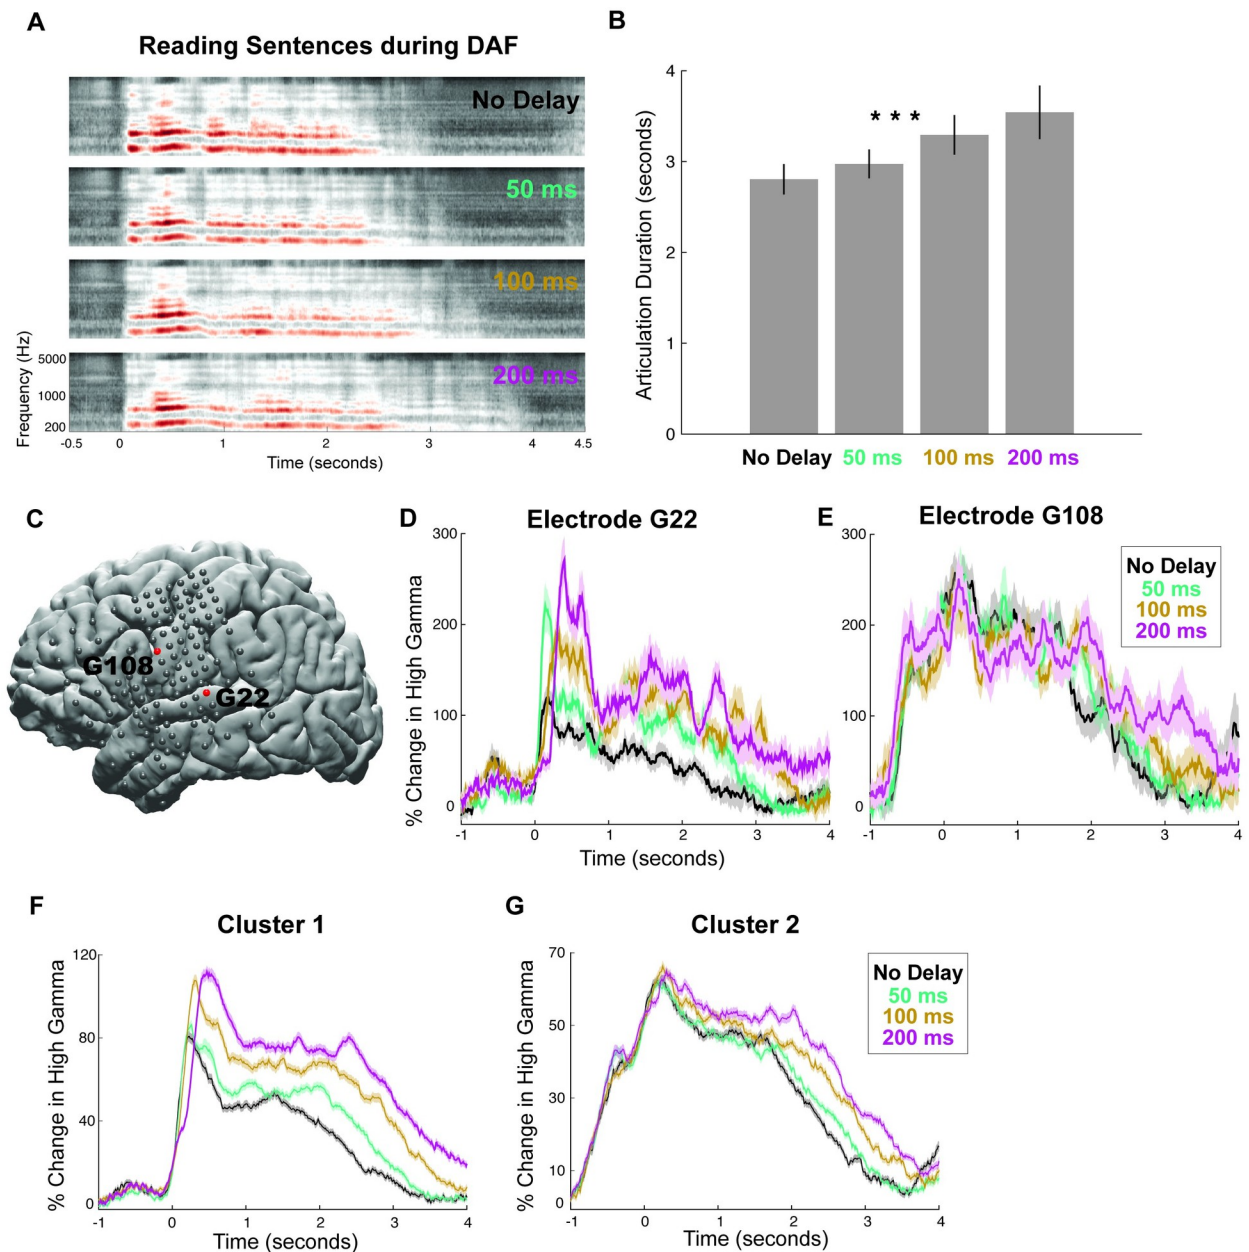 A
Reading Sentences during DAF
No Delay
50 ms
100 ms
200 ms
Frequency (Hz)
5000
1000
200
-0.5 0 1 2 3 4 4.5
Time (seconds)
B
Articulation Duration (seconds)
4
3
2
1
0
* * *
No Delay 50 ms 100 ms 200 ms
C
G108
G22
D
Electrode G22
% Change in High Gamma
300
200
100
0
-1 0 1 2 3 4
Time (seconds)
E
Electrode G108
300
200
100
0
-1 0 1 2 3 4
No Delay
50 ms
100 ms
200 ms
F
Cluster 1
% Change in High Gamma
120
80
40
0
-1 0 1 2 3 4
Time (seconds)
G
Cluster 2
% Change in High Gamma
70
50
30
10
0
-1 0 1 2 3 4
Time (seconds)
No Delay
50 ms
100 ms
200 ms